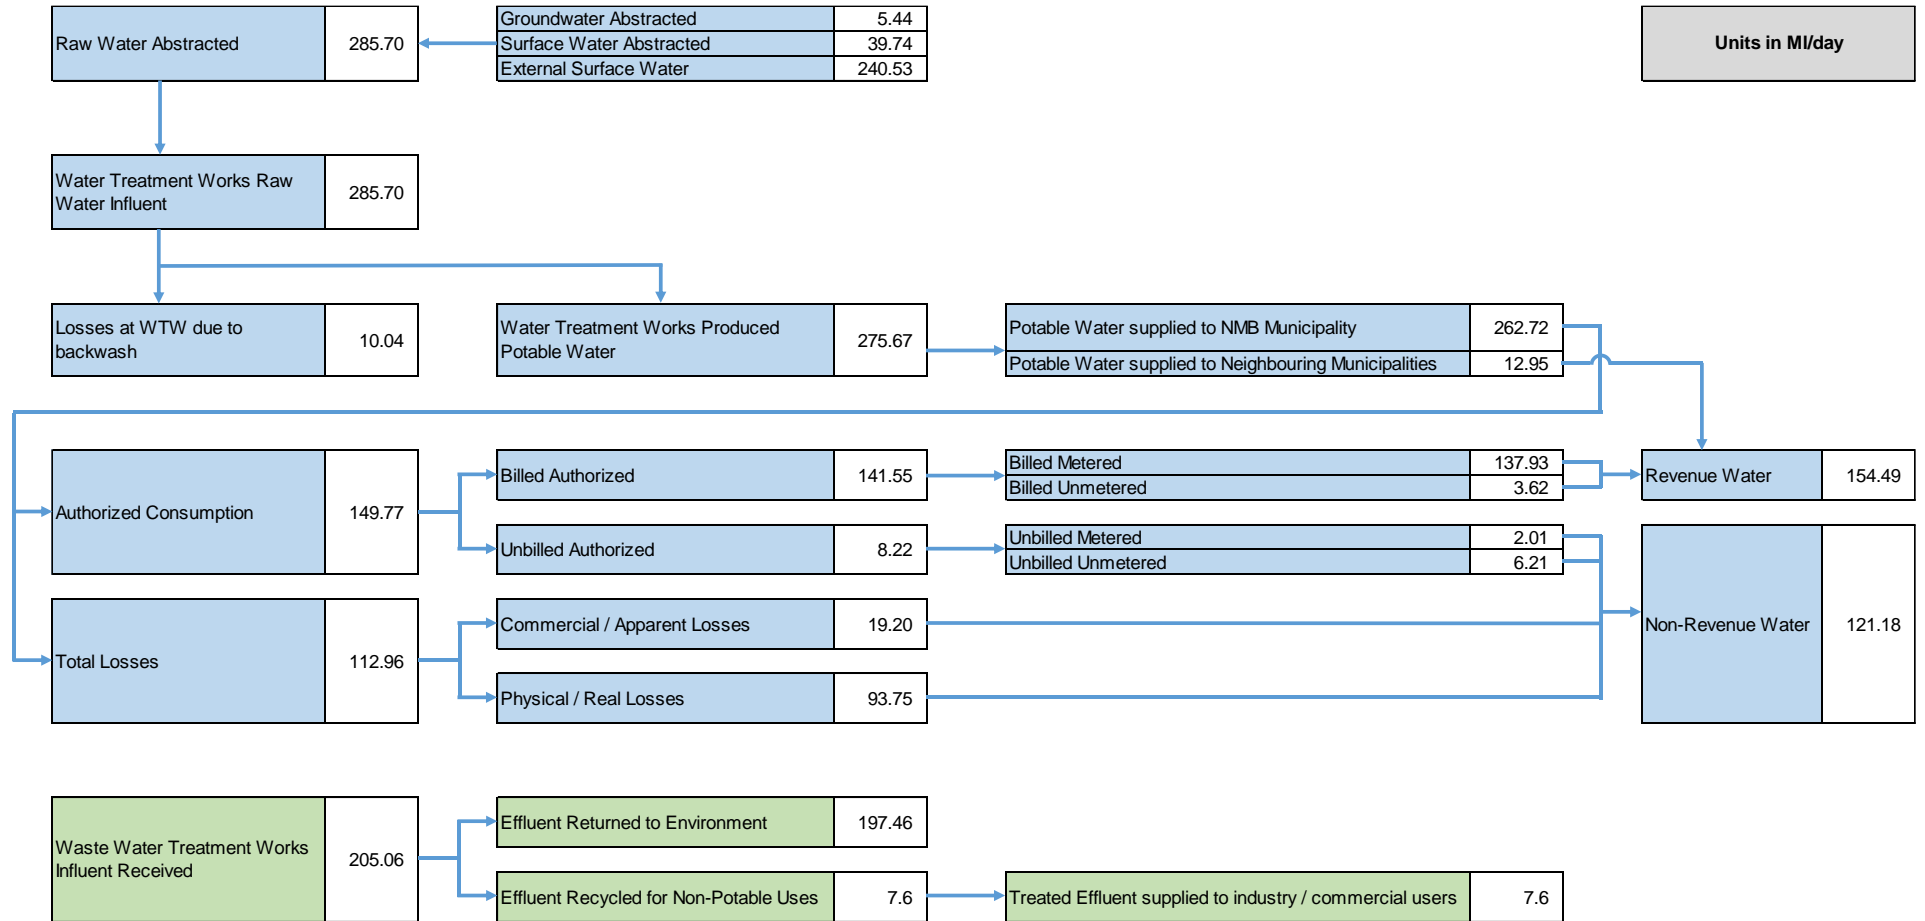 Raw Water Abstracted 285.70
Groundwater Abstracted 5.44
Surface Water Abstracted 39.74
External Surface Water 240.53
Units in Ml/day
Water Treatment Works Raw
Water Influent 285.70
Losses at WTW due to
backwash 10.04
Water Treatment Works Produced
Potable Water 275.67
Potable Water supplied to NMB Municipality 262.72
Potable Water supplied to Neighbouring Municipalities 12.95
Authorized Consumption 149.77
Billed Authorized 141.55
Billed Metered 137.93
Billed Unmetered 3.62
Revenue Water 154.49
Unbilled Authorized 8.22
Unbilled Metered 2.01
Unbilled Unmetered 6.21
Total Losses 112.96
Commercial / Apparent Losses 19.20
Physical / Real Losses 93.75
Non-Revenue Water 121.18
Waste Water Treatment Works
Influent Received 205.06
Effluent Returned to Environment 197.46
Effluent Recycled for Non-Potable Uses 7.6
Treated Effluent supplied to industry / commercial users 7.6